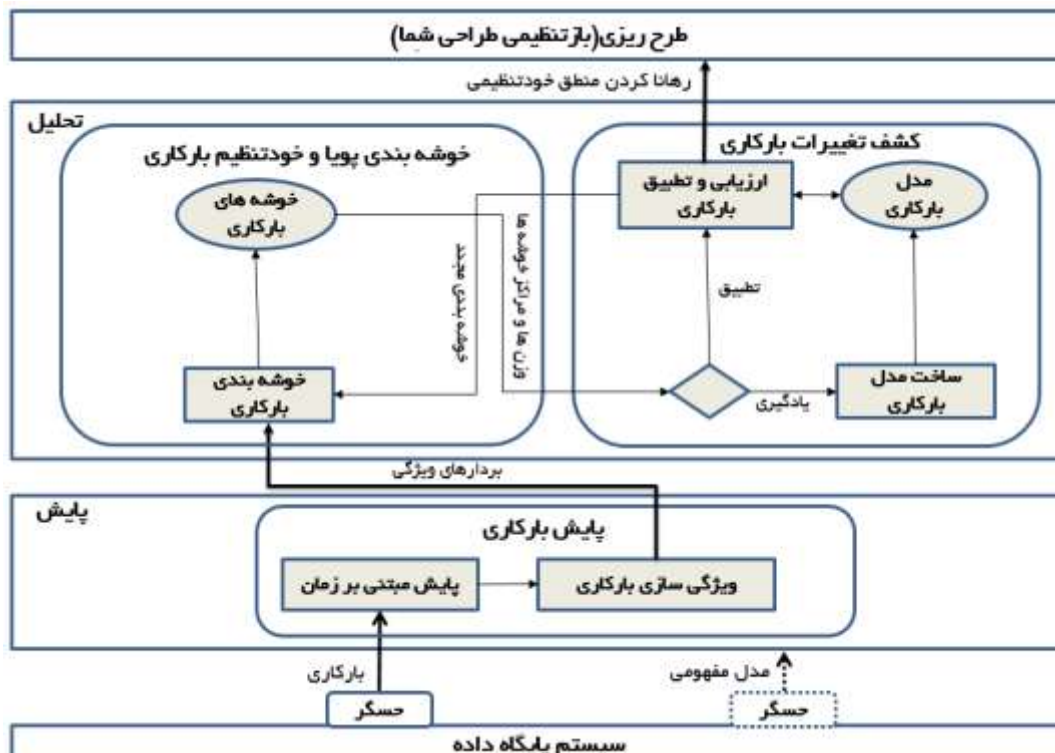 طرح ریزی(بازتنظیمی طراحی شما)
رهانا کردن منطق خودتنظیمی
تحلیل
کشف تغییرات بارکاری
خوشه بندی پویا و خودتنظیم بارکاری
مدل
بارکاری
ارزیابی و تطبیق
بارکاری
خوشه های
بارکاری
وزن ها و مراکز خوشه ها
خوشه بندی مجدد
تطبیق
ساخت مدل
بارکاری
یادگیری
خوشه بندی
بارکاری
بردارهای ویژگی
پایش
پایش بارکاری
ویژگی سازی بارکاری
پایش مبتنی بر زمان
مدل مفهومی
بارکاری
حسگر
حسگر
سیستم پایگاه داده